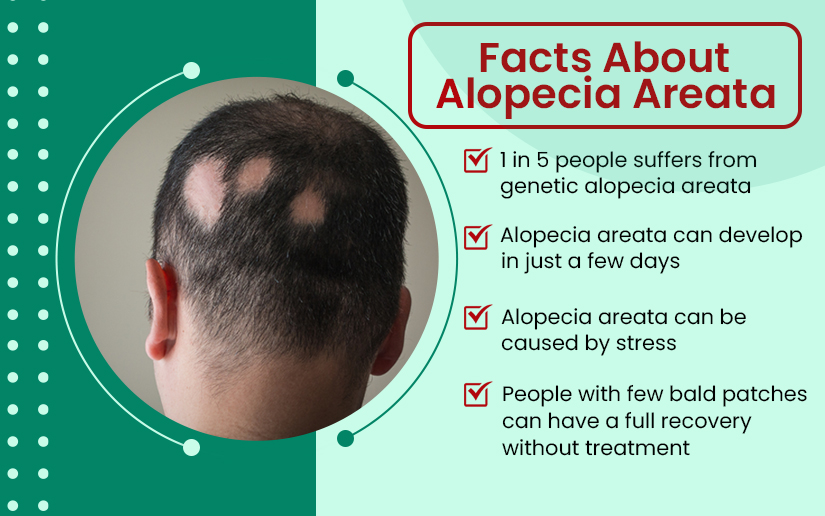 Facts About
Alopecia Areata
1 in 5 people suffers from
genetic alopecia areata
Alopecia areata can develop
in just a few days
Alopecia areata can be
caused by stress
People with few bald patches
can have a full recovery
without treatment